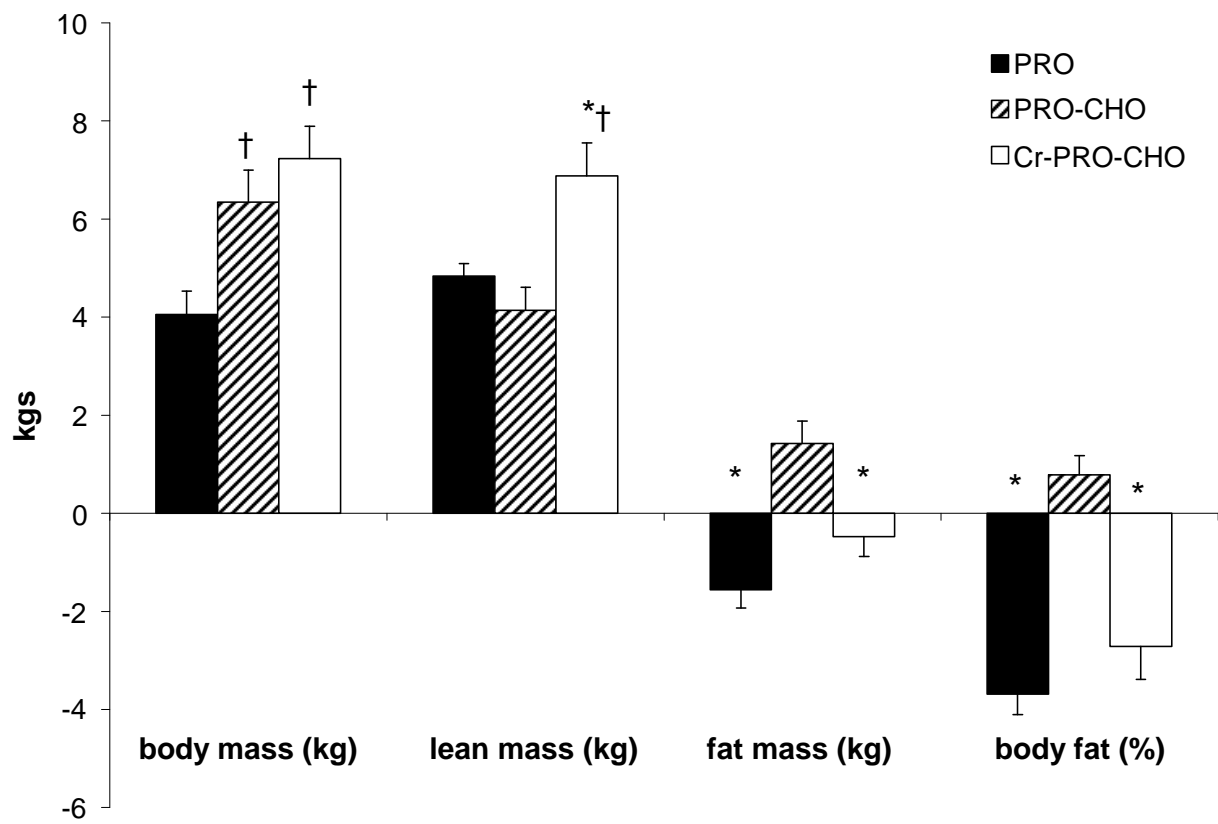 10
8
6
4
2
0
-2
-4
-6
kgs
PRO
PRO-CHO
Cr-PRO-CHO
†
†
*†
*
*
*
*
body mass (kg)
lean mass (kg)
fat mass (kg)
body fat (%)